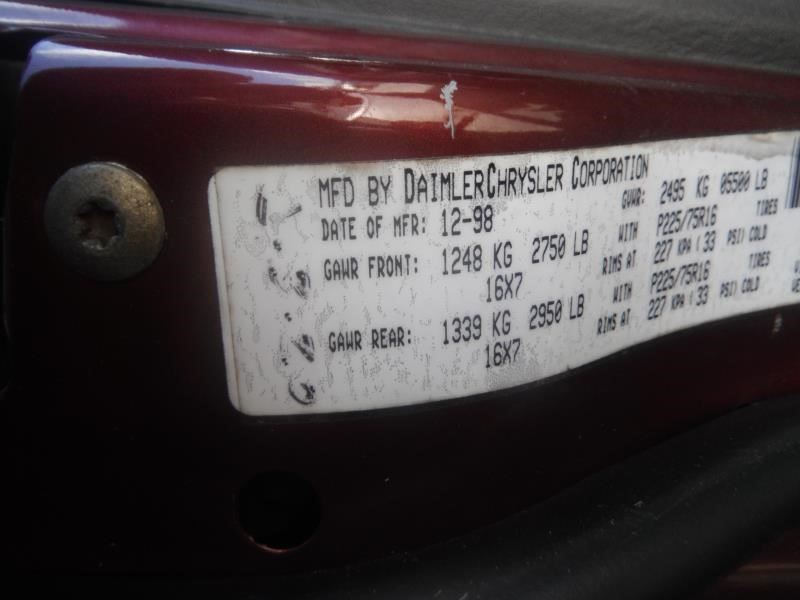 MFD BY DAIMLERCHRYSLER CORPORATION GVWR: 2495 KG 05500 LB
DATE OF MFR: 12-98
GAWR FRONT: 1248 KG 2750 LB WITH P225/75R16 TIRES
16X7 RIMS AT 227 KPA ( 33 PSI) COLD
GAWR REAR: 1339 KG 2950 LB WITH P225/75R16 TIRES
16X7 RIMS AT 227 KPA ( 33 PSI) COLD